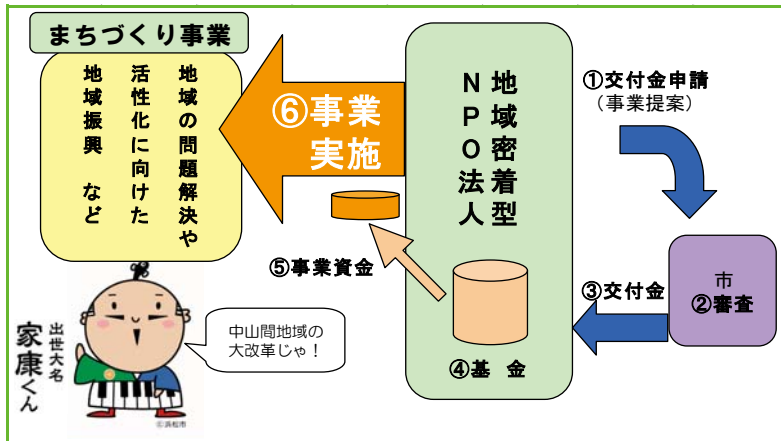 まちづくり事業
地域の問題解決や
活性化に向けた
地域振興 など
⑥事業
実施
地域密着型
NPO法人
①交付金申請
(事業提案)
市
②審査
③交付金
④基 金
⑤事業資金
中山間地域の
大改革じゃ!
出世大名
家康くん
©浜松市